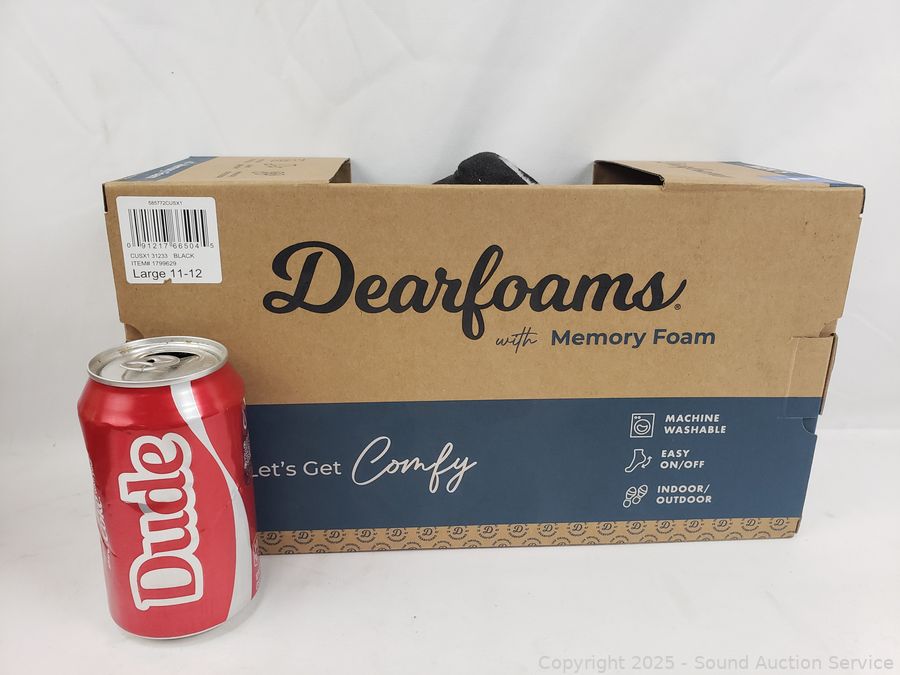 585772CUSX1
0 91217 66504 5
CUSX1 31233 BLACK
ITEM# 1799629
Large 11-12
Dearfoams®
with Memory Foam
Let's Get Comfy
MACHINE
WASHABLE
EASY
ON/OFF
INDOOR/
OUTDOOR
Dude
Copyright 2025 - Sound Auction Service